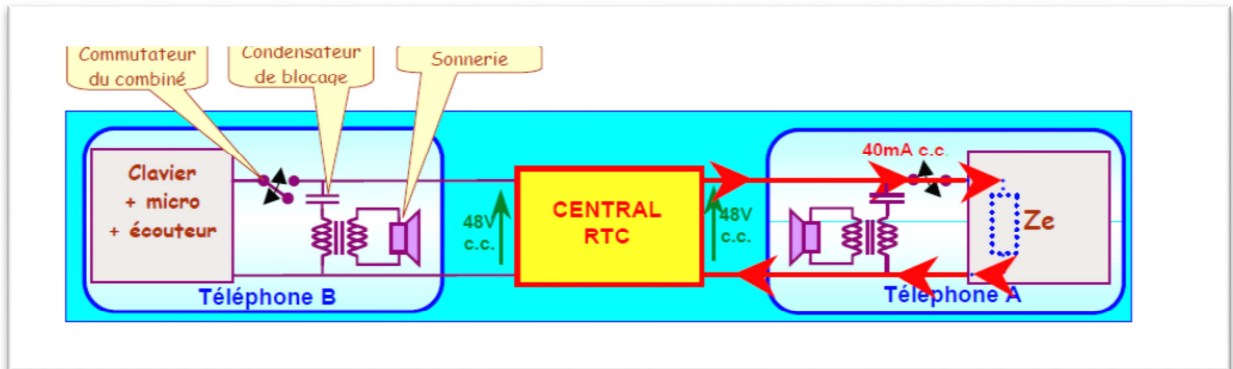 Commutateur
du combiné
Condensateur
de blocage
Sonnerie
Clavier
+ micro
+ écouteur
48V
c.c.
CENTRAL
RTC
48V
c.c.
40mA c.c.
Ze
Téléphone B
Téléphone A